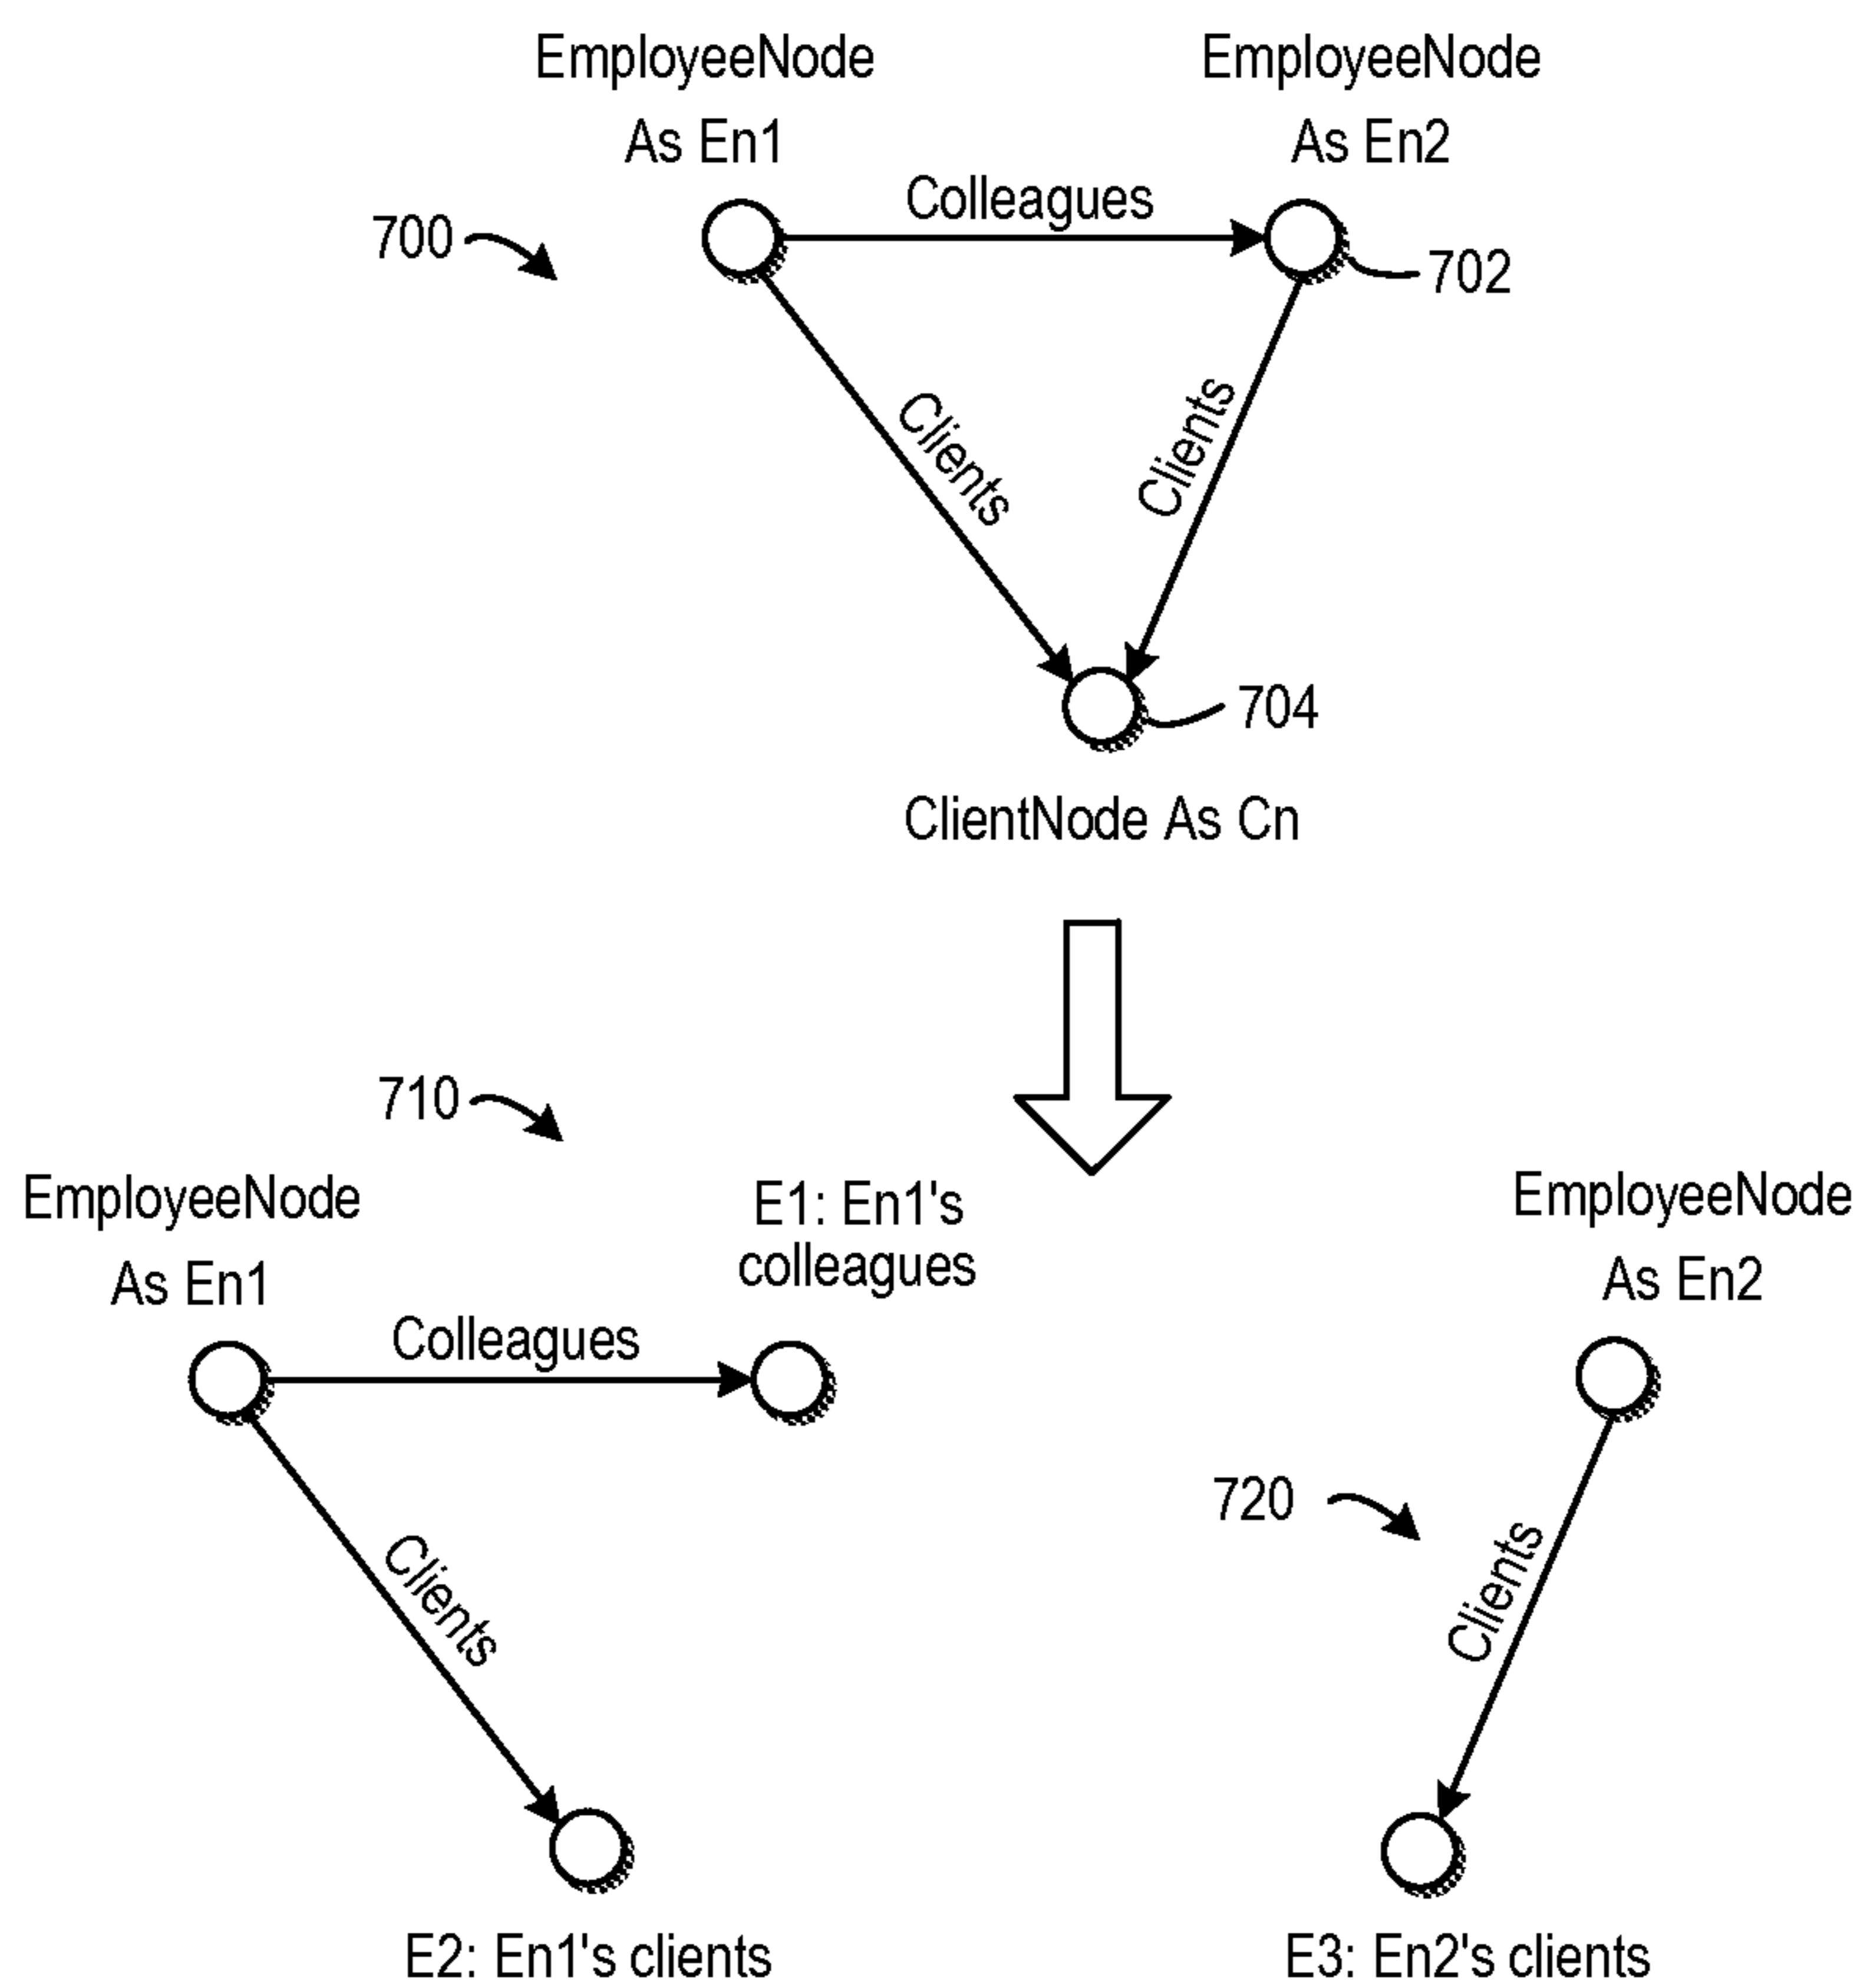 EmployeeNode
As En1
EmployeeNode
As En2
Colleagues
700
702
Clients
Clients
704
ClientNode As Cn
710
EmployeeNode
As En1
E1: En1's
colleagues
EmployeeNode
As En2
Colleagues
720
Clients
Clients
E2: En1's clients
E3: En2's clients